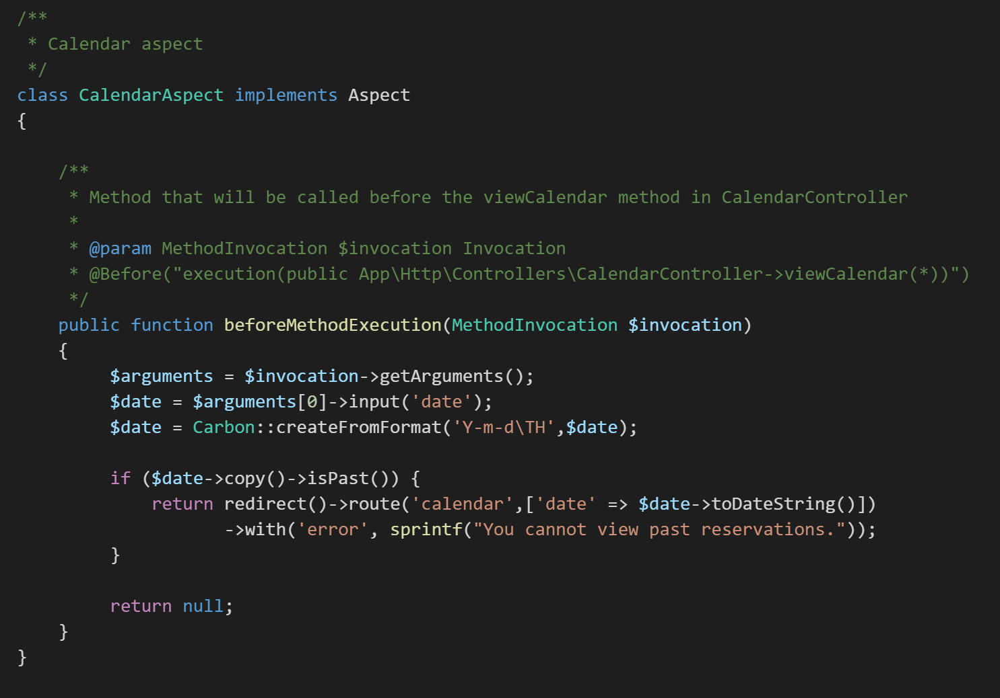 /**
 * Calendar aspect
 */
class CalendarAspect implements Aspect
{
    /**
     * Method that will be called before the viewCalendar method in CalendarController
     *
     * @param MethodInvocation $invocation Invocation
     * @Before("execution(public App\Http\Controllers\CalendarController->viewCalendar(*))")
     */
    public function beforeMethodExecution(MethodInvocation $invocation)
    {
         $arguments = $invocation->getArguments();
         $date = $arguments[0]->input('date');
         $date = Carbon::createFromFormat('Y-m-d\TH',$date);
         if ($date->copy()->isPast()) {
             return redirect()->route('calendar',['date' => $date->toDateString()])
                    ->with('error', sprintf("You cannot view past reservations."));
         }
         return null;
    }
}